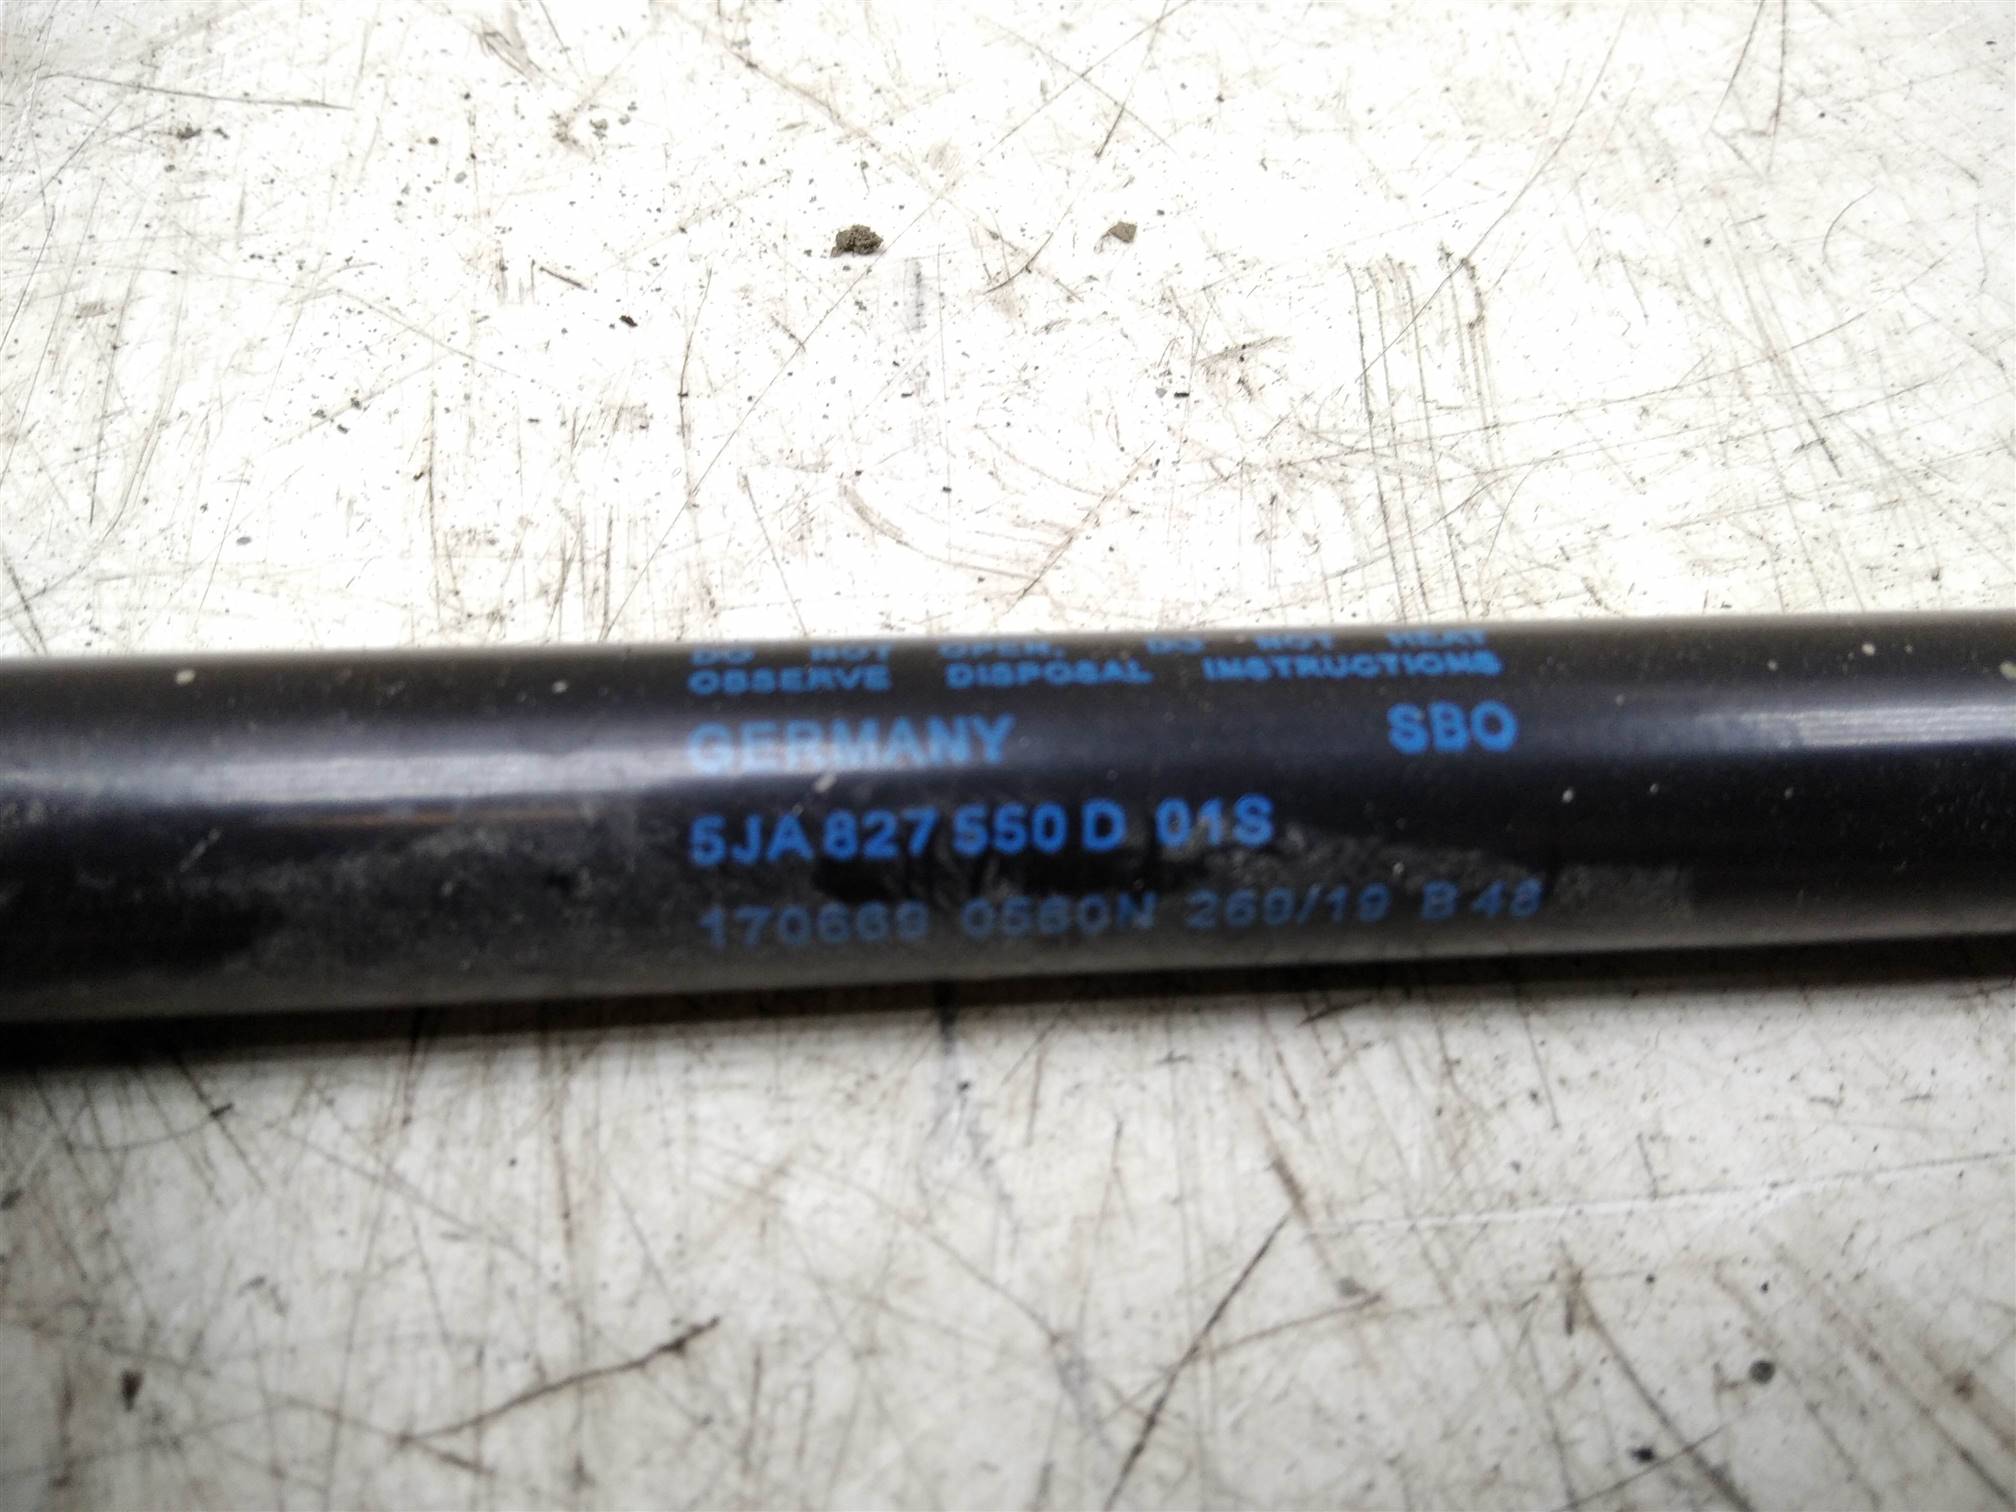 DO NOT OPEN. DO NOT HEAT
OBSERVE DISPOSAL INSTRUCTIONS
GERMANY SBO
5JA 827 550 D 01S
170669 0560N 269/19 B 48